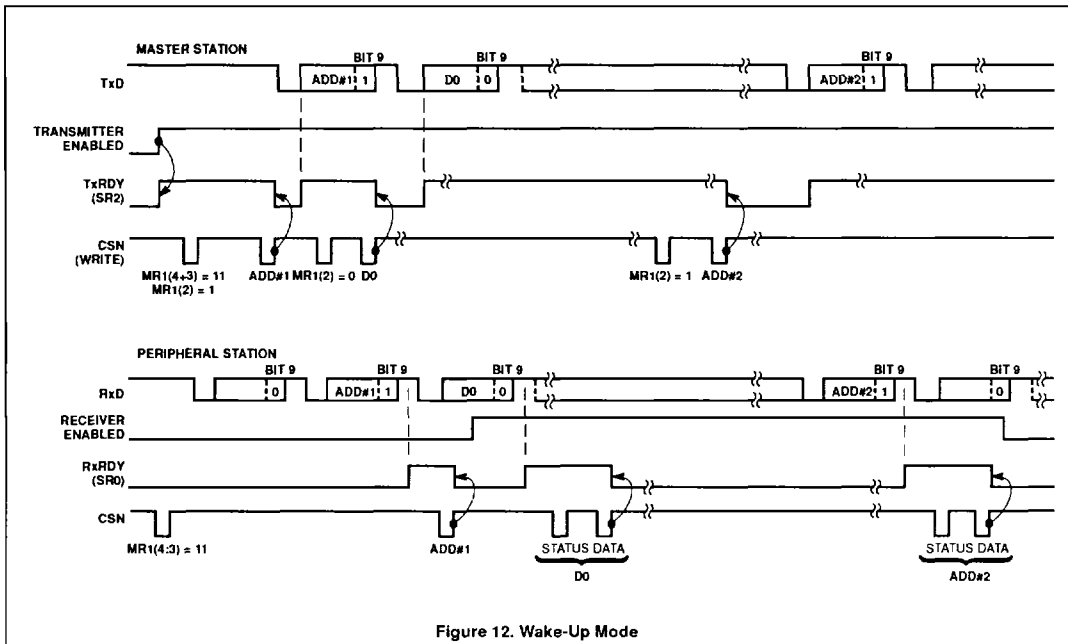 MASTER STATION
BIT 9 BIT 9 BIT 9
TxD ADD#1 1 D0 0 ADD#2 1
TRANSMITTER
ENABLED
TxRDY
(SR2)
CSN
(WRITE)
MR1(4+3) = 11 ADD#1 MR1(2) = 0 D0 MR1(2) = 1 ADD#2
MR1(2) = 1
PERIPHERAL STATION
BIT 9 BIT 9 BIT 9 BIT 9 BIT 9
RxD 0 ADD#1 1 D0 0 ADD#2 1 0
RECEIVER
ENABLED
RxRDY
(SR0)
CSN
MR1(4:3) = 11 ADD#1 STATUS DATA STATUS DATA
D0 ADD#2
Figure 12. Wake-Up Mode